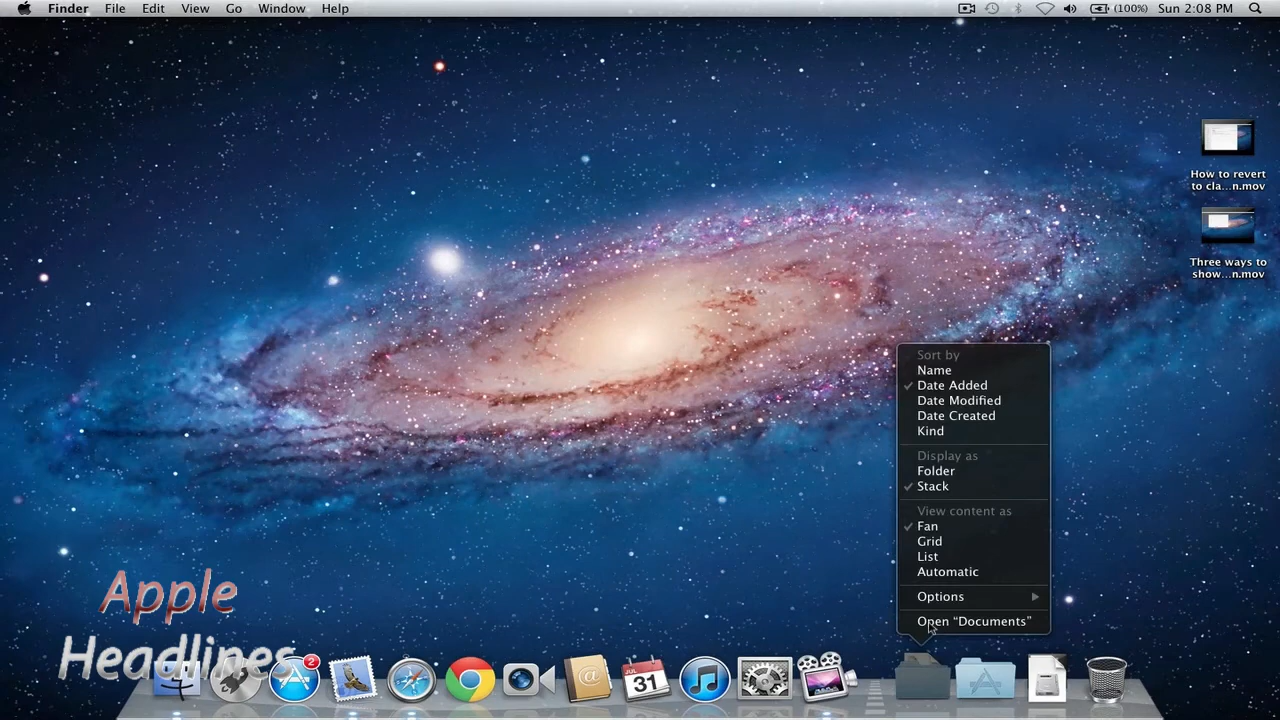 Finder File Edit View Go Window Help
(100%) Sun 2:08 PM
How to revert
to cla...n.mov
Three ways to
show...n.mov
Sort by
Name
Date Added
Date Modified
Date Created
Kind
Display as
Folder
Stack
View content as
Fan
Grid
List
Automatic
Options
Open “Documents”
Apple
Headlines
2
JUL
31
@